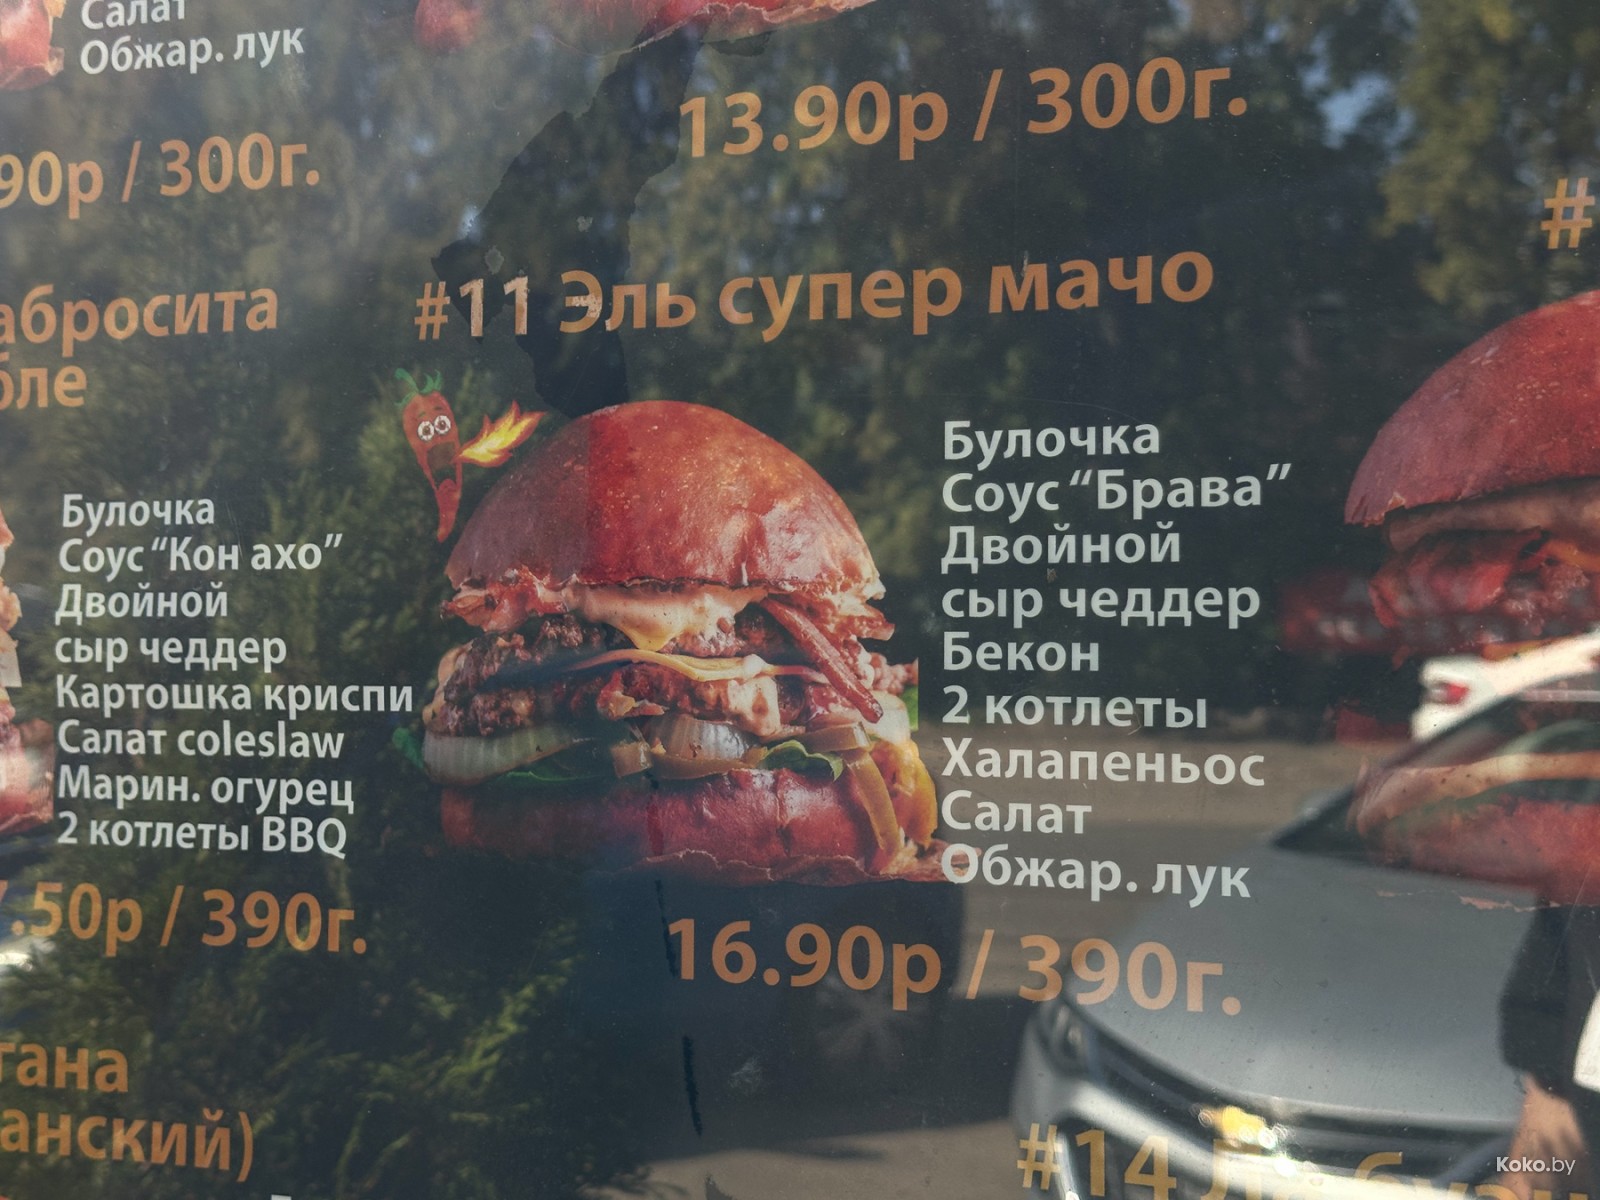 Салат
Обжар. лук
90р / 300г.
13.90р / 300г.
#
абросита
бле
#11 Эль супер мачо
Булочка
Соус “Кон ахо”
Двойной
сыр чеддер
Картошка криспи
Салат coleslaw
Марин. огурец
2 котлеты BBQ
.50р / 390г.
Булочка
Соус “Брава”
Двойной
сыр чеддер
Бекон
2 котлеты
Халапеньос
Салат
Обжар. лук
16.90р / 390г.
тана
анский)
#14
Koko.by